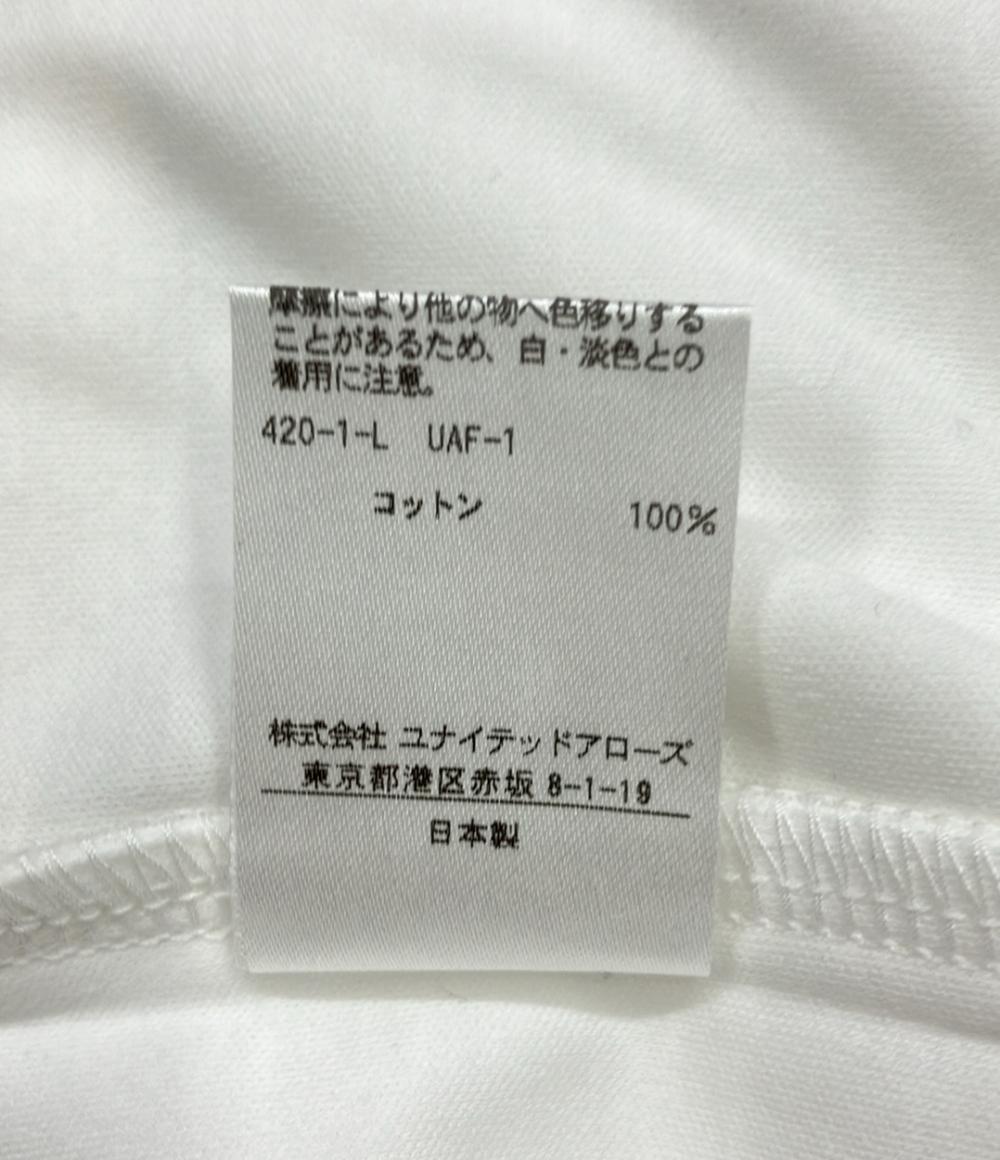 摩擦により他の物へ色移りする
ことがあるため、白・淡色との
着用に注意。
420-1-L UAF-1
コットン 100%
株式会社 ユナイテッドアローズ
東京都港区赤坂 8-1-19
日本製